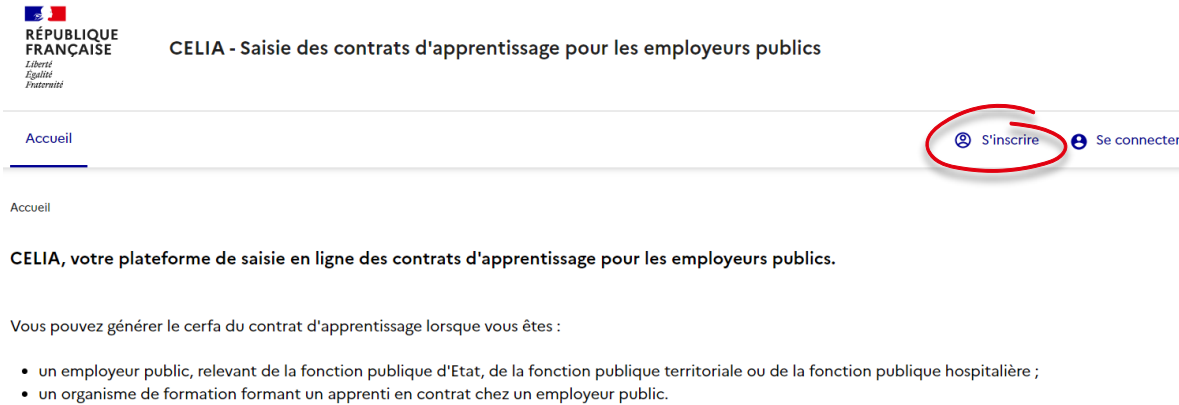 RÉPUBLIQUE
FRANÇAISE
Liberté
Égalité
Fraternité
CELIA - Saisie des contrats d'apprentissage pour les employeurs publics
Accueil
S'inscrire
Se connecter
Accueil
CELIA, votre plateforme de saisie en ligne des contrats d'apprentissage pour les employeurs publics.
Vous pouvez générer le cerfa du contrat d'apprentissage lorsque vous êtes :
• un employeur public, relevant de la fonction publique d'Etat, de la fonction publique territoriale ou de la fonction publique hospitalière ;
• un organisme de formation formant un apprenti en contrat chez un employeur public.